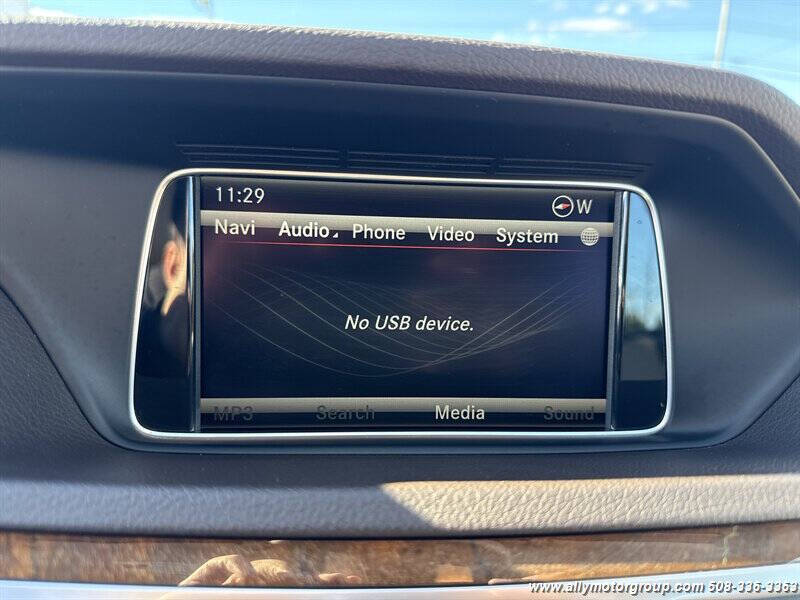 11:29 W
Navi Audio Phone Video System
No USB device.
MP3 Search Media Sound
www.allymotorgroup.com 508-336-3363